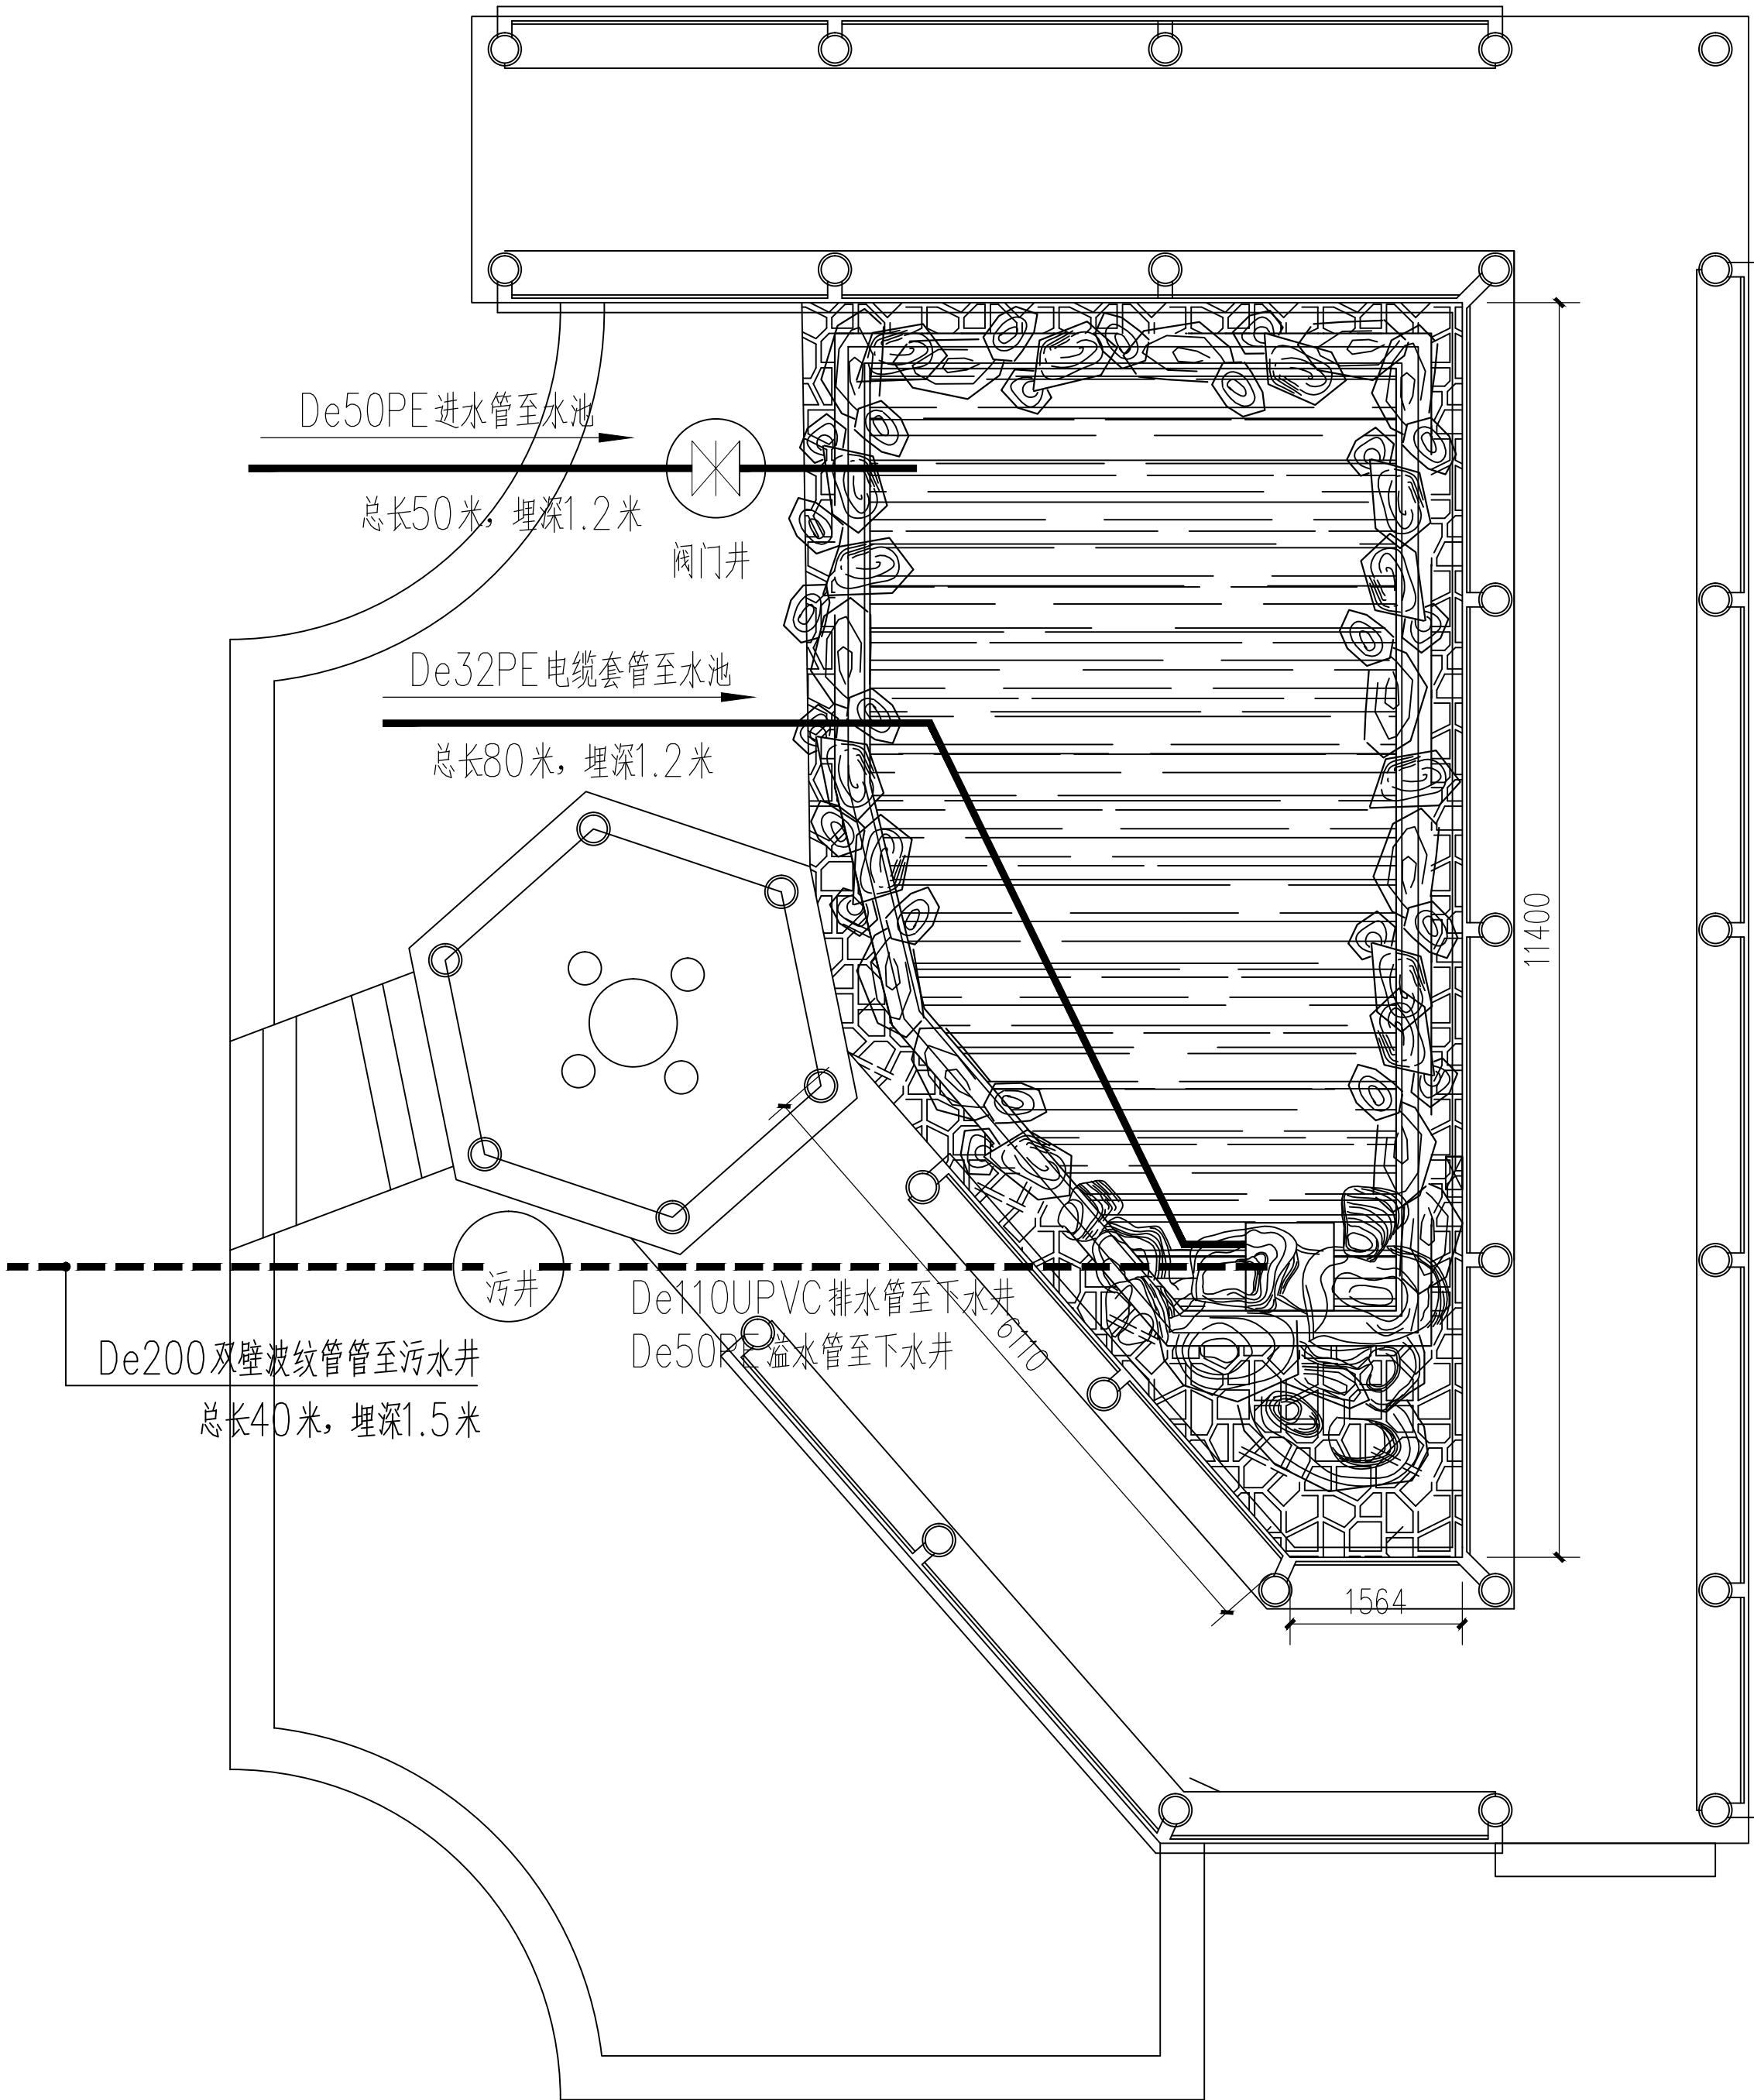 De50PE进水管至水池
总长50米，埋深1.2米
阀门井
De32PE电缆套管至水池
总长80米，埋深1.2米
11400
污井
De110UPVC排水管至下水井
De50PE溢水管至下水井
6110
De200双壁波纹管管至污水井
总长40米，埋深1.5米
1564